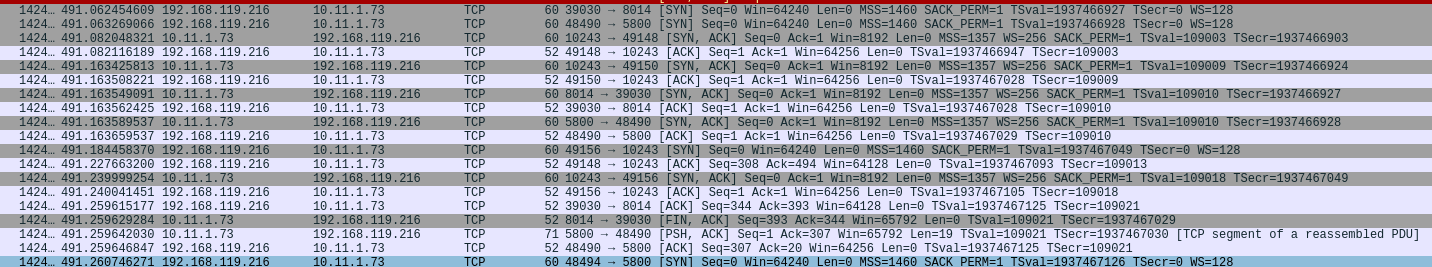 1424… 491.062454609 192.168.119.216 10.11.1.73 TCP 60 39030 → 8014 [SYN] Seq=0 Win=64240 Len=0 MSS=1460 SACK_PERM=1 TSval=1937466927 TSecr=0 WS=128
1424… 491.063269066 192.168.119.216 10.11.1.73 TCP 60 48490 → 5800 [SYN] Seq=0 Win=64240 Len=0 MSS=1460 SACK_PERM=1 TSval=1937466928 TSecr=0 WS=128
1424… 491.082048321 10.11.1.73 192.168.119.216 TCP 60 10243 → 49148 [SYN, ACK] Seq=0 Ack=1 Win=8192 Len=0 MSS=1357 WS=256 SACK_PERM=1 TSval=109003 TSecr=1937466903
1424… 491.082116189 192.168.119.216 10.11.1.73 TCP 52 49148 → 10243 [ACK] Seq=1 Ack=1 Win=64256 Len=0 TSval=1937466947 TSecr=109003
1424… 491.163425813 10.11.1.73 192.168.119.216 TCP 60 10243 → 49150 [SYN, ACK] Seq=0 Ack=1 Win=8192 Len=0 MSS=1357 WS=256 SACK_PERM=1 TSval=109009 TSecr=1937466924
1424… 491.163508221 192.168.119.216 10.11.1.73 TCP 52 49150 → 10243 [ACK] Seq=1 Ack=1 Win=64256 Len=0 TSval=1937467028 TSecr=109009
1424… 491.163549091 10.11.1.73 192.168.119.216 TCP 60 8014 → 39030 [SYN, ACK] Seq=0 Ack=1 Win=8192 Len=0 MSS=1357 WS=256 SACK_PERM=1 TSval=109010 TSecr=1937466927
1424… 491.163562425 192.168.119.216 10.11.1.73 TCP 52 39030 → 8014 [ACK] Seq=1 Ack=1 Win=64256 Len=0 TSval=1937467028 TSecr=109010
1424… 491.163589537 10.11.1.73 192.168.119.216 TCP 60 5800 → 48490 [SYN, ACK] Seq=0 Ack=1 Win=8192 Len=0 MSS=1357 WS=256 SACK_PERM=1 TSval=109010 TSecr=1937466928
1424… 491.163659537 192.168.119.216 10.11.1.73 TCP 52 48490 → 5800 [ACK] Seq=1 Ack=1 Win=64256 Len=0 TSval=1937467029 TSecr=109010
1424… 491.184458370 192.168.119.216 10.11.1.73 TCP 60 49156 → 10243 [SYN] Seq=0 Win=64240 Len=0 MSS=1460 SACK_PERM=1 TSval=1937467049 TSecr=0 WS=128
1424… 491.227663200 192.168.119.216 10.11.1.73 TCP 52 49148 → 10243 [ACK] Seq=308 Ack=494 Win=64128 Len=0 TSval=1937467093 TSecr=109013
1424… 491.239999254 10.11.1.73 192.168.119.216 TCP 60 10243 → 49156 [SYN, ACK] Seq=0 Ack=1 Win=8192 Len=0 MSS=1357 WS=256 SACK_PERM=1 TSval=109018 TSecr=1937467049
1424… 491.240041451 192.168.119.216 10.11.1.73 TCP 52 49156 → 10243 [ACK] Seq=1 Ack=1 Win=64256 Len=0 TSval=1937467105 TSecr=109018
1424… 491.259615177 192.168.119.216 10.11.1.73 TCP 52 39030 → 8014 [ACK] Seq=344 Ack=393 Win=64128 Len=0 TSval=1937467125 TSecr=109021
1424… 491.259629284 10.11.1.73 192.168.119.216 TCP 52 8014 → 39030 [FIN, ACK] Seq=393 Ack=344 Win=65792 Len=0 TSval=109021 TSecr=1937467029
1424… 491.259642030 10.11.1.73 192.168.119.216 TCP 71 5800 → 48490 [PSH, ACK] Seq=1 Ack=307 Win=65792 Len=19 TSval=109021 TSecr=1937467030 [TCP segment of a reassembled PDU]
1424… 491.259646847 192.168.119.216 10.11.1.73 TCP 52 48490 → 5800 [ACK] Seq=307 Ack=20 Win=64256 Len=0 TSval=1937467125 TSecr=109021
1424… 491.260746271 192.168.119.216 10.11.1.73 TCP 60 48494 → 5800 [SYN] Seq=0 Win=64240 Len=0 MSS=1460 SACK_PERM=1 TSval=1937467126 TSecr=0 WS=128